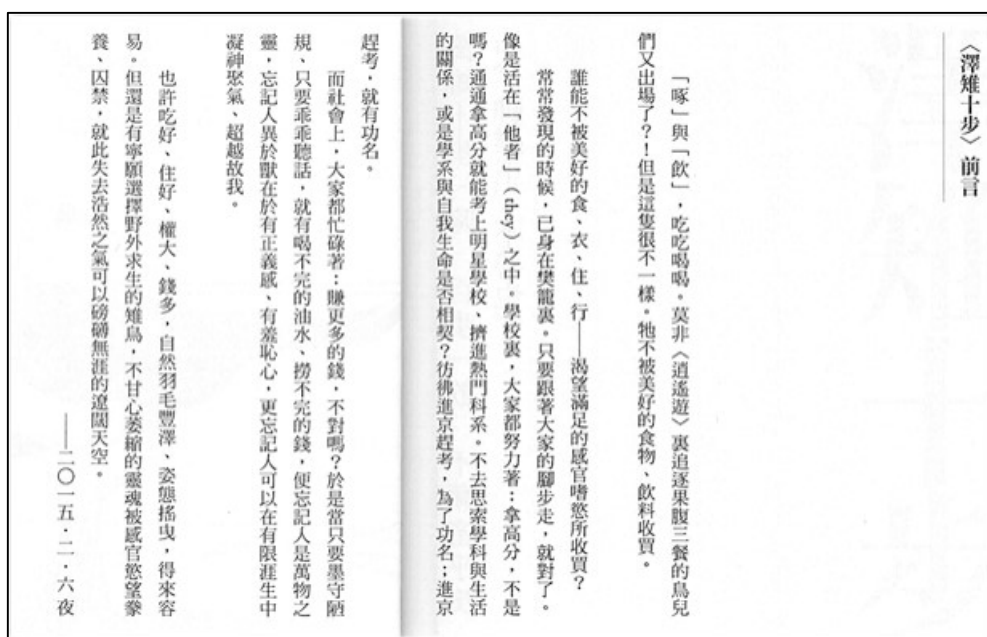 〈澤雉十步〉前言
「啄」與「飲」，吃吃喝喝。莫非〈逍遙遊〉裏追逐果腹三餐的鳥兒
們又出場了？！但是這隻很不一樣。牠不被美好的食物、飲料收買。
誰能不被美好的食、衣、住、行——渴望滿足的感官嗜慾所收買？
常常發現的時候，已身在樊籠裏。只要跟著大家的腳步走，就對了。
像是活在「他者」（they）之中。學校裏，大家都努力著：拿高分，不是
嗎？通通拿高分就能考上明星學校、擠進熱門科系。不去思索學科與生活
的關係，或是學系與自我生命是否相契？彷彿進京趕考，為了功名；進京
趕考，就有功名。
而社會上，大家都忙碌著：賺更多的錢，不對嗎？於是當只要墨守陋
規、只要乖乖聽話，就有喝不完的油水、撈不完的錢，便忘記人是萬物之
靈，忘記人異於獸在於有正義感、有羞恥心，更忘記人可以在有限涯生中
凝神聚氣、超越故我。
也許吃好、住好、權大、錢多，自然羽毛豐澤、姿態搖曳，得來容
易。但還是有寧願選擇野外求生的雉鳥，不甘心萎縮的靈魂被感官慾望豢
養、囚禁，就此失去浩然之氣可以磅礴無涯的遼闊天空。
——二〇一五·二·六夜